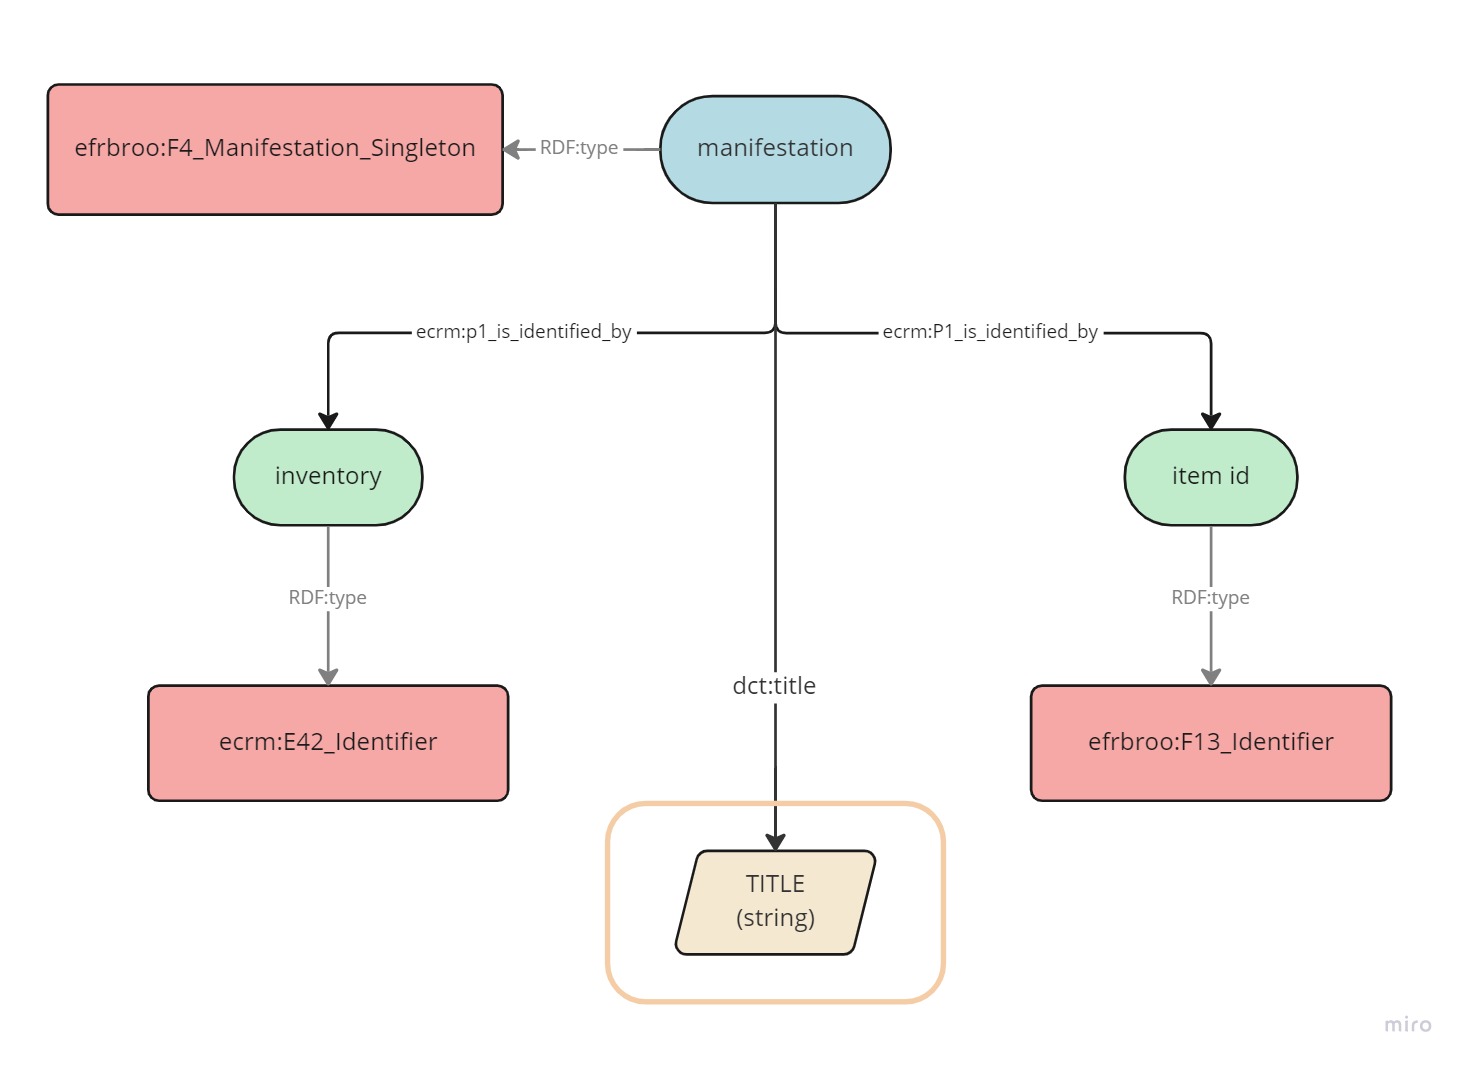 efrbroo:F4_Manifestation_Singleton
RDF:type
manifestation
ecrm:p1_is_identified_by
ecrm:P1_is_identified_by
inventory
item id
RDF:type
RDF:type
dct:title
ecrm:E42_Identifier
efrbroo:F13_Identifier
TITLE
(string)
miro